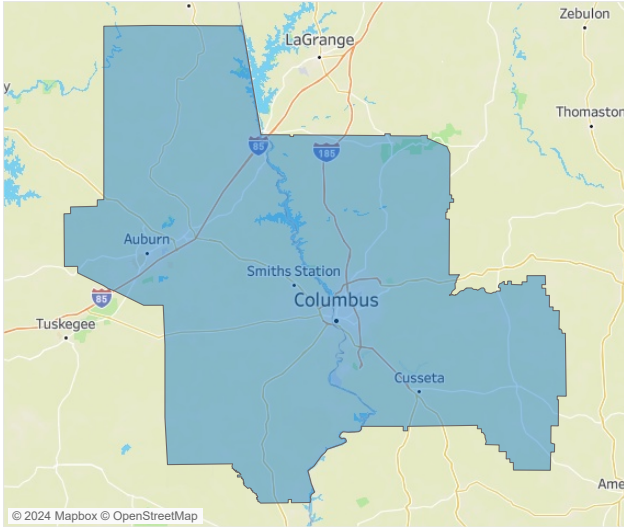 Zebulon
LaGrange
y
Thomaston
85
185
Auburn
Smiths Station
85
Columbus
Tuskegee
Cusseta
Ame
© 2024 Mapbox © OpenStreetMap